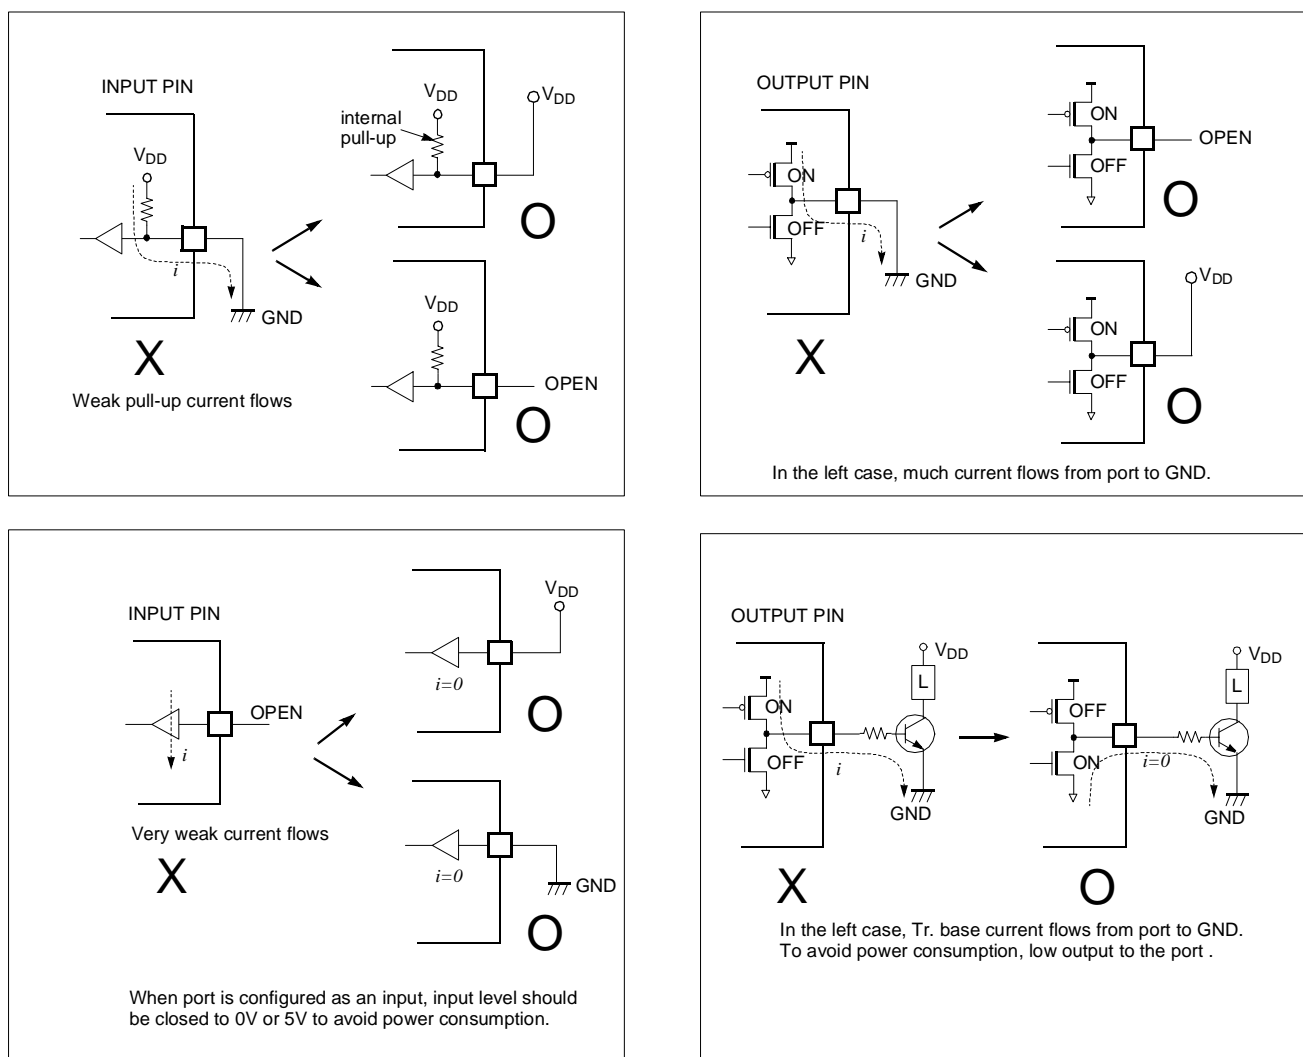 INPUT PIN
VDD
i
GND
X
Weak pull-up current flows
internal
pull-up
VDD
VDD
O
VDD
OPEN
O
OUTPUT PIN
ON
OFF
i
GND
X
ON
OFF
OPEN
O
VDD
ON
OFF
O
In the left case, much current flows from port to GND.
INPUT PIN
OPEN
i
Very weak current flows
X
VDD
i=0
O
i=0
GND
O
When port is configured as an input, input level should
be closed to 0V or 5V to avoid power consumption.
OUTPUT PIN
VDD
L
ON
OFF
i
GND
X
VDD
L
OFF
ON
i=0
GND
O
In the left case, Tr. base current flows from port to GND.
To avoid power consumption, low output to the port .